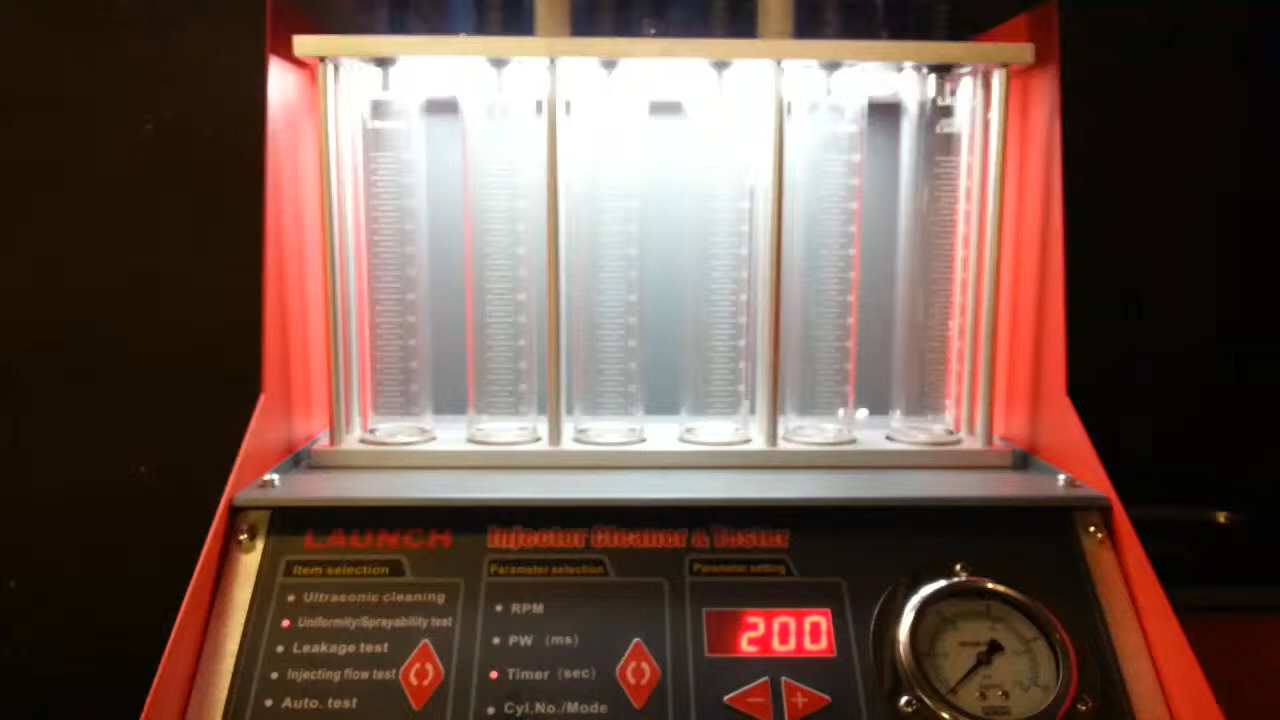 LAUNCH
Injector Cleaner & Tester
Item selection
Ultrasonic cleaning
Uniformity/Sprayability test
Leakage test
Injecting flow test
Auto. test
Parameter selection
RPM
PW (ms)
Timer (sec)
Cyl.No./Mode
Parameter setting
200
- +